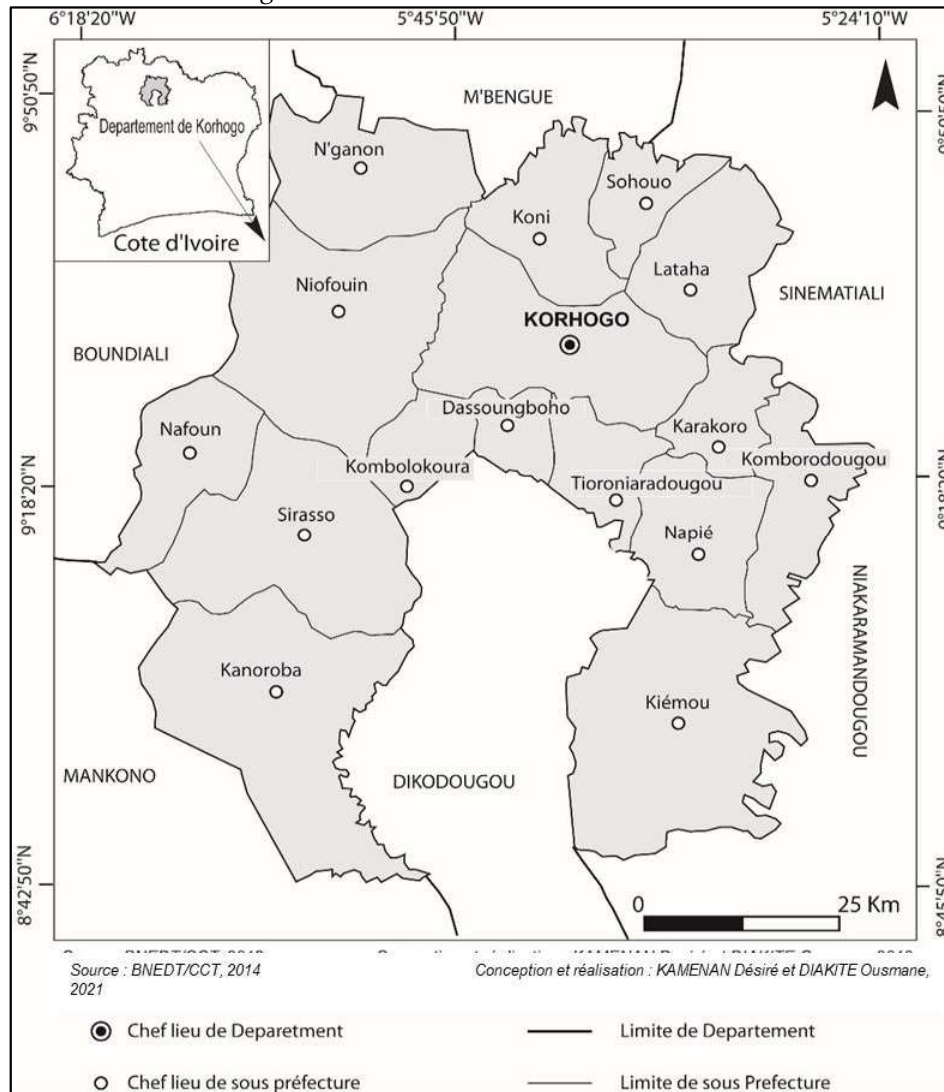 6°18'20"W 5°45'50"W 5°24'10"W
9°50'50"N
M'BENGUE
N'ganon
Departement de Korhogo
Sohouo
Koni
Cote d'Ivoire
Lataha
Niofouin
SINEMATIALI
KORHOGO
BOUNDIALI
Dassoungboho
Nafoun
Karakoro
Kombolokoura
Komborodougou
9°18'20"N
Tioroniaradougou
Sirasso
Napié
NIAKARAMANDOUGOU
Kanoroba
Kiémou
MANKONO
DIKODOUGOU
8°42'50"N
8°45'50"N
0 25 Km
Source : BNEDT/CCT, 2014 Conception et réalisation : KAMENAN Désiré et DIAKITE Ousmane,
2021
Chef lieu de Deparetment Limite de Departement
Chef lieu de sous préfecture Limite de sous Prefecture